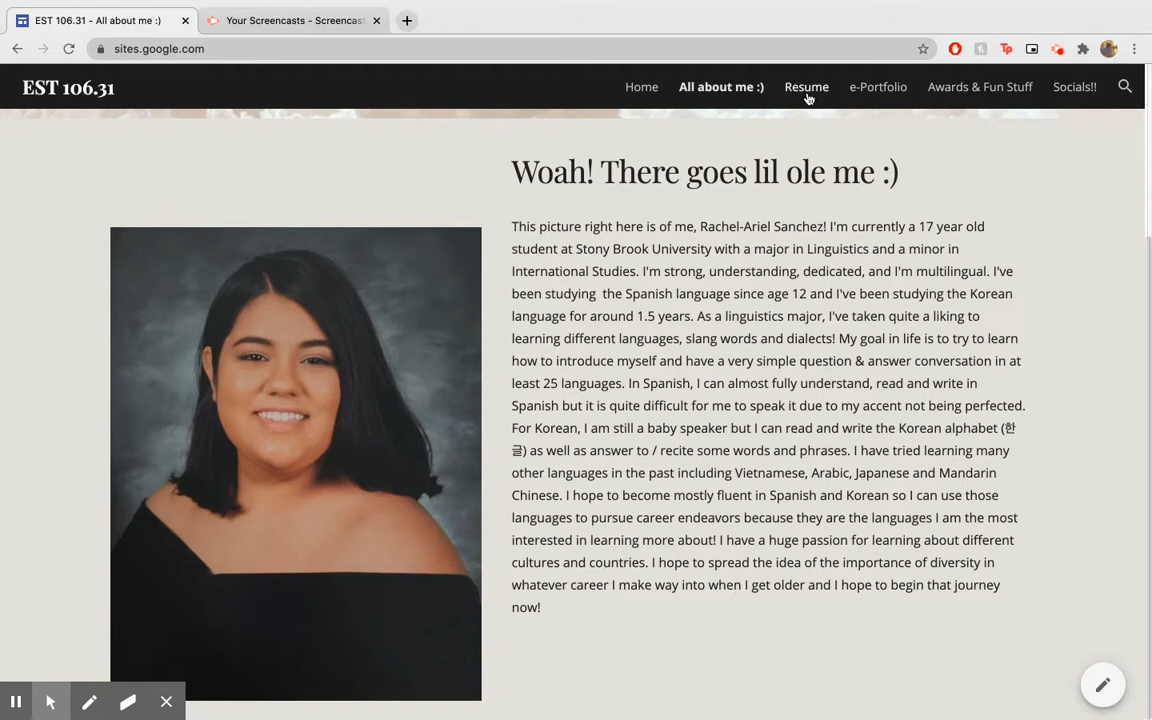 EST 106.31 - All about me :)
Your Screencasts - Screencast
sites.google.com
EST 106.31
Home All about me :) Resume e-Portfolio Awards & Fun Stuff Socials!!
Woah! There goes lil ole me :)
This picture right here is of me, Rachel-Ariel Sanchez! I'm currently a 17 year old
student at Stony Brook University with a major in Linguistics and a minor in
International Studies. I'm strong, understanding, dedicated, and I'm multilingual. I've
been studying the Spanish language since age 12 and I've been studying the Korean
language for around 1.5 years. As a linguistics major, I've taken quite a liking to
learning different languages, slang words and dialects! My goal in life is to try to learn
how to introduce myself and have a very simple question & answer conversation in at
least 25 languages. In Spanish, I can almost fully understand, read and write in
Spanish but it is quite difficult for me to speak it due to my accent not being perfected.
For Korean, I am still a baby speaker but I can read and write the Korean alphabet (한
글) as well as answer to / recite some words and phrases. I have tried learning many
other languages in the past including Vietnamese, Arabic, Japanese and Mandarin
Chinese. I hope to become mostly fluent in Spanish and Korean so I can use those
languages to pursue career endeavors because they are the languages I am the most
interested in learning more about! I have a huge passion for learning about different
cultures and countries. I hope to spread the idea of the importance of diversity in
whatever career I make way into when I get older and I hope to begin that journey
now!